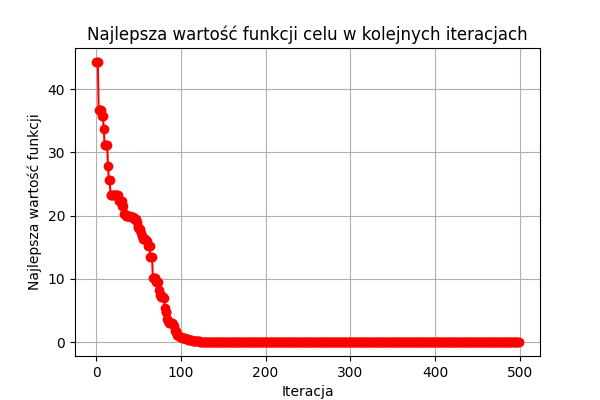 Najlepsza wartość funkcji celu w kolejnych iteracjach
Najlepsza wartość funkcji
40
30
20
10
0
0 100 200 300 400 500
Iteracja